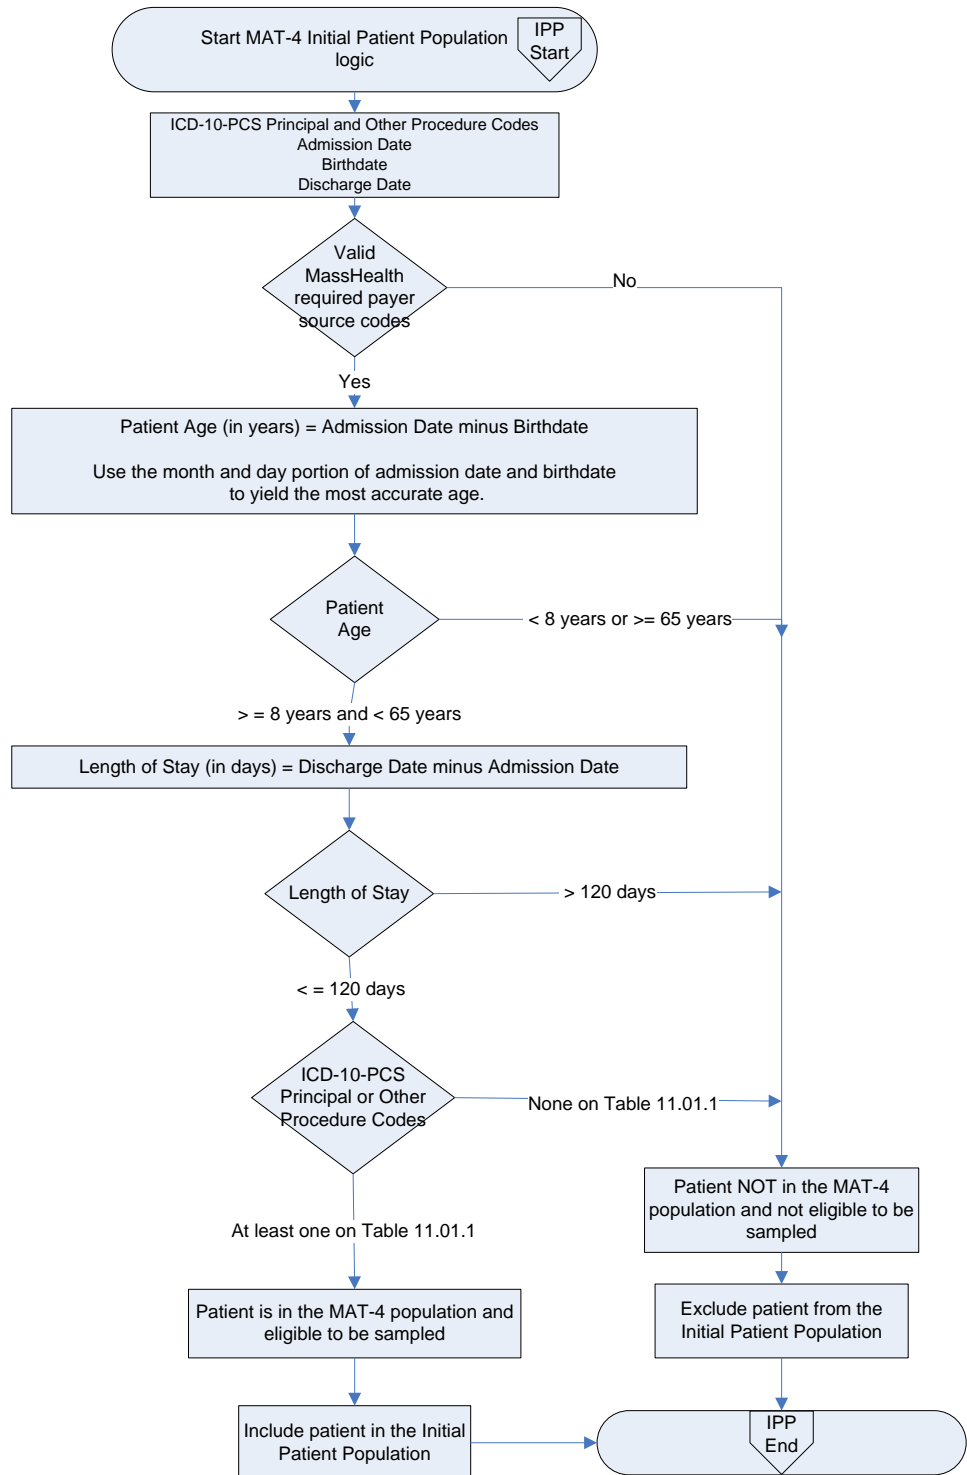 Start MAT-4 Initial Patient Population
logic
IPP
Start
ICD-10-PCS Principal and Other Procedure Codes
Admission Date
Birthdate
Discharge Date
Valid
MassHealth
required payer
source codes
No
Yes
Patient Age (in years) = Admission Date minus Birthdate
Use the month and day portion of admission date and birthdate
to yield the most accurate age.
Patient
Age
< 8 years or >= 65 years
> = 8 years and < 65 years
Length of Stay (in days) = Discharge Date minus Admission Date
Length of Stay
> 120 days
< = 120 days
ICD-10-PCS
Principal or Other
Procedure Codes
None on Table 11.01.1
At least one on Table 11.01.1
Patient NOT in the MAT-4
population and not eligible to be
sampled
Patient is in the MAT-4 population and
eligible to be sampled
Exclude patient from the
Initial Patient Population
Include patient in the Initial
Patient Population
IPP
End